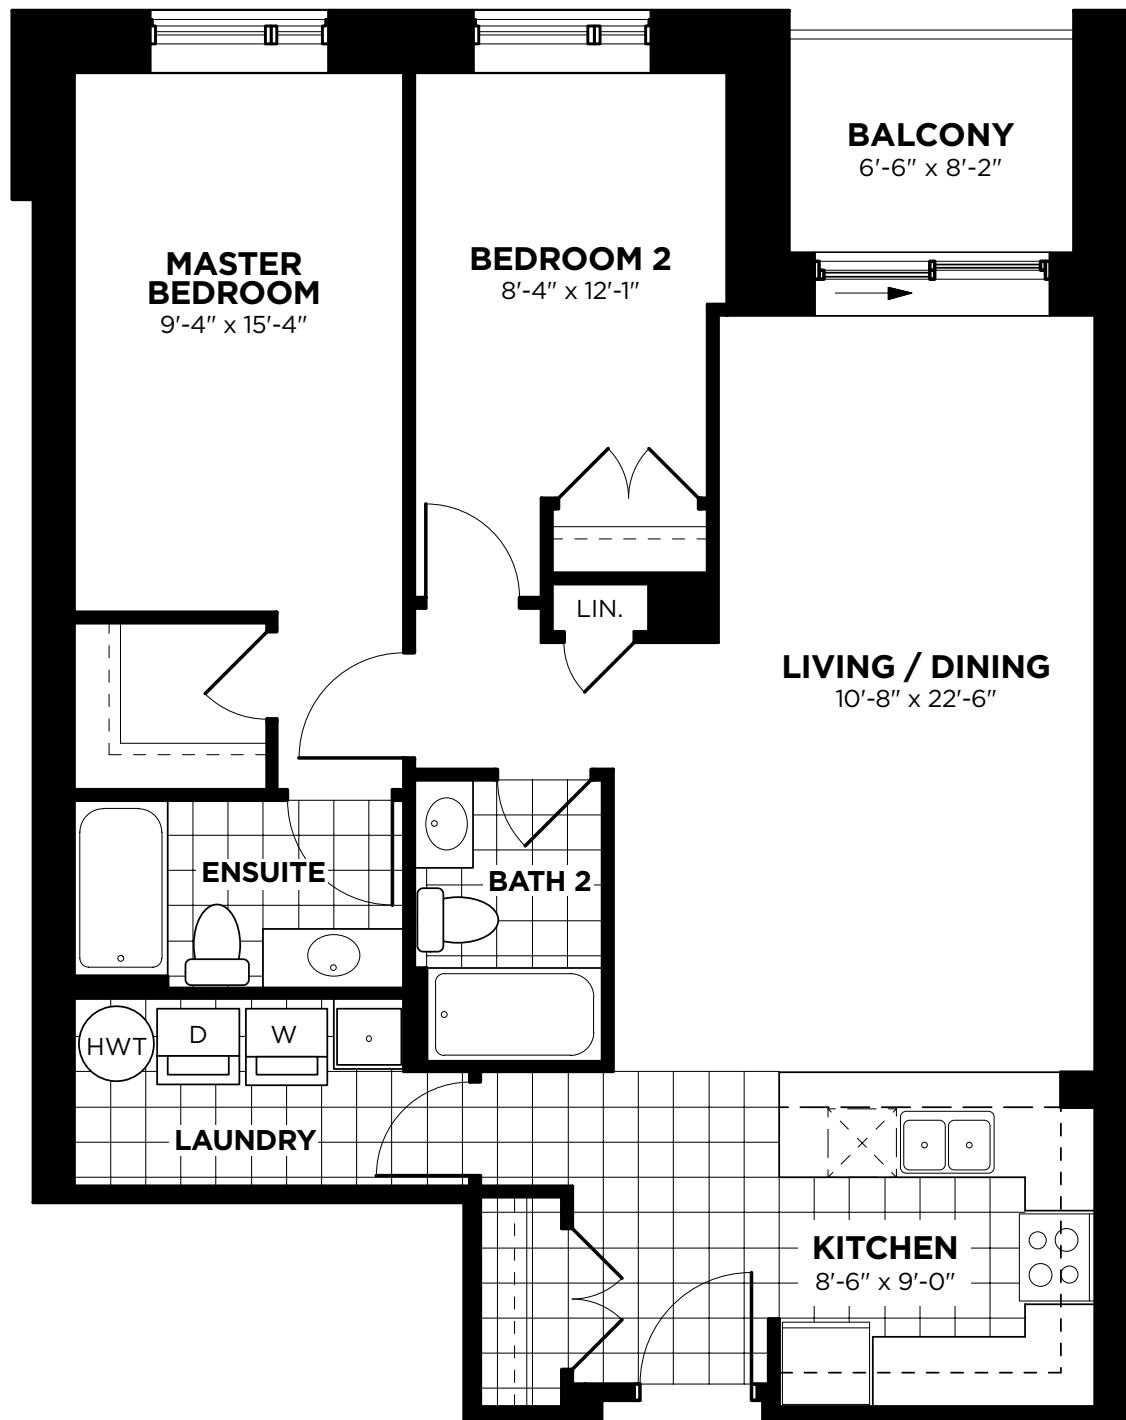 BALCONY
6'-6" x 8'-2"
MASTER
BEDROOM
9'-4" x 15'-4"
BEDROOM 2
8'-4" x 12'-1"
LIN.
LIVING / DINING
10'-8" x 22'-6"
ENSUITE
BATH 2
HWT
D
W
LAUNDRY
KITCHEN
8'-6" x 9'-0"